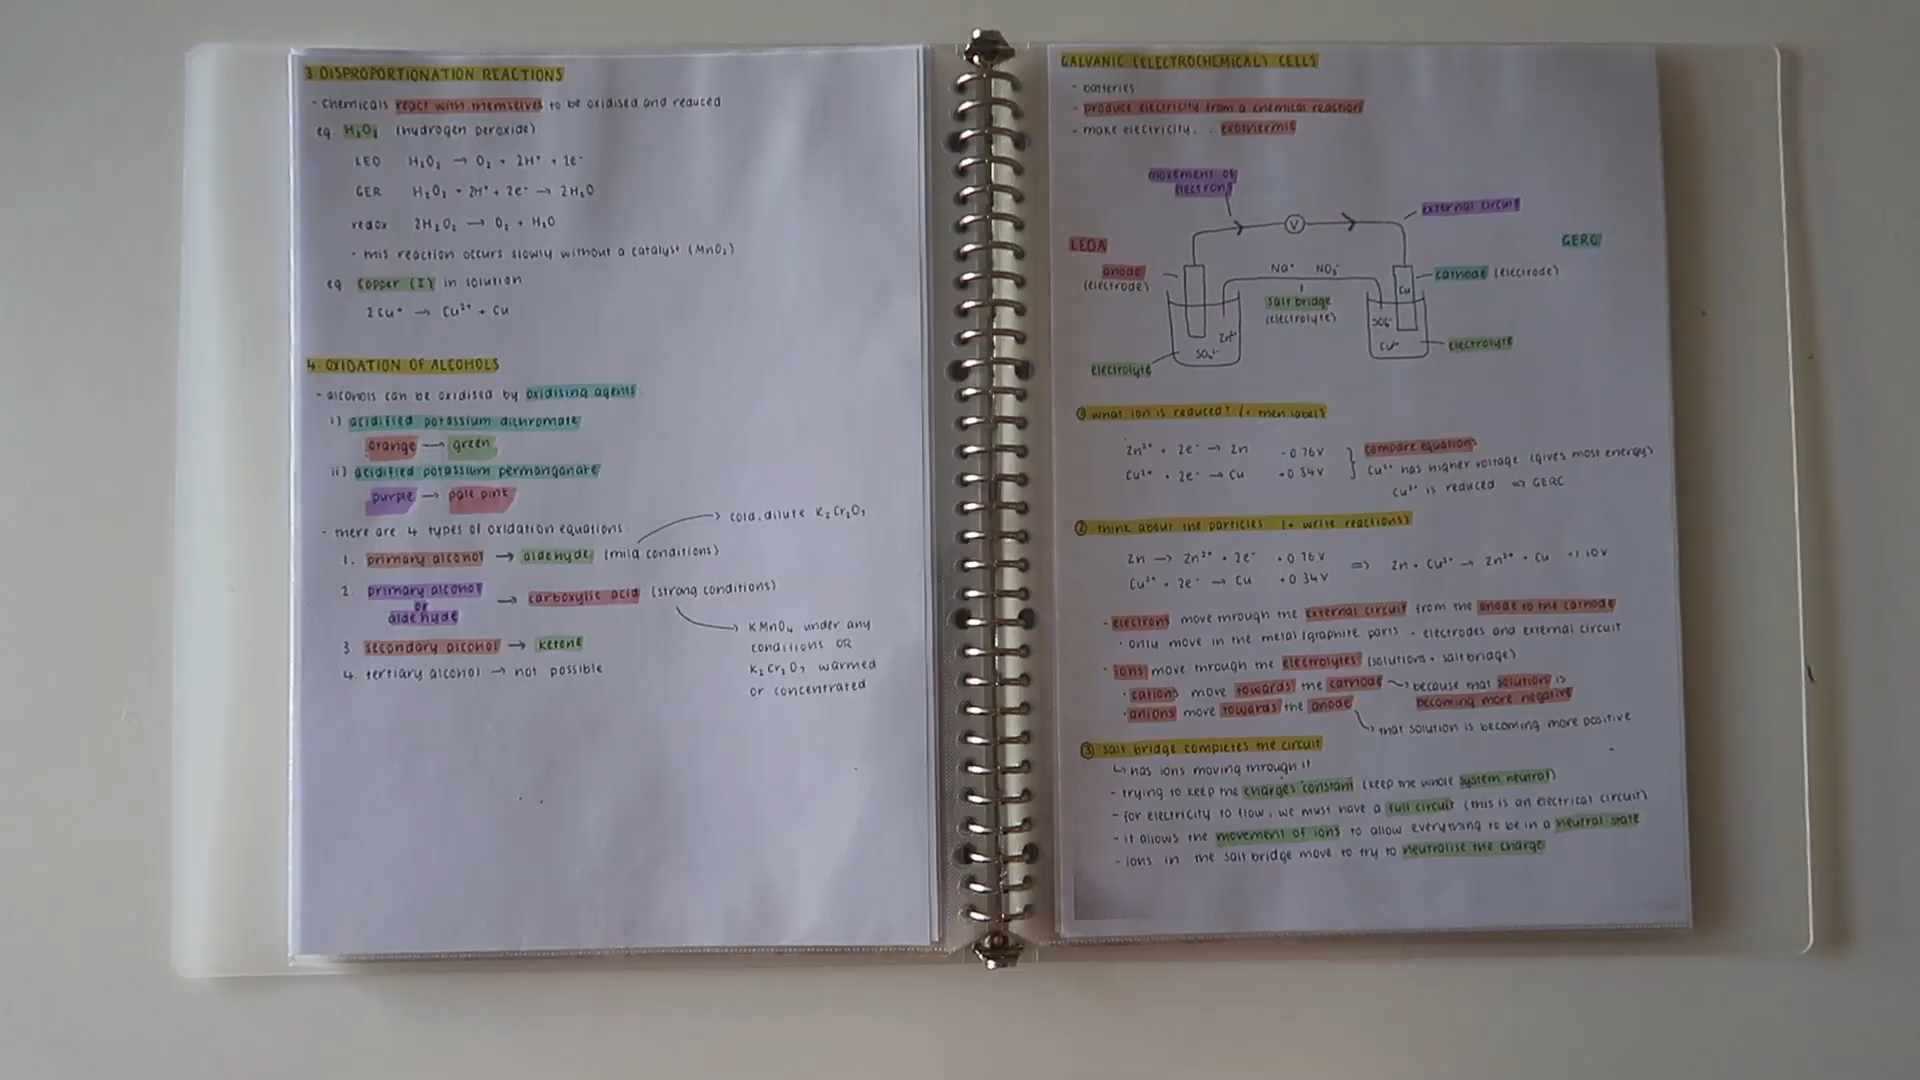 3. DISPROPORTIONATION REACTIONS
- chemicals react with themselves to be oxidised and reduced
eg. H₂O₂ (hydrogen peroxide)
LEO H₂O₂ → O₂ + 2H⁺ + 2e⁻
GER H₂O₂ + 2H⁺ + 2e⁻ → 2H₂O
redox 2H₂O₂ → O₂ + H₂O
- this reaction occurs slowly without a catalyst (MnO₂)
eg. Copper (I) in solution
2Cu⁺ → Cu²⁺ + Cu
4. OXIDATION OF ALCOHOLS
- alcohols can be oxidised by oxidising agents:
i) acidified potassium dichromate
orange → green
ii) acidified potassium permanganate
purple → pale pink
- there are 4 types of oxidation equations:
cold, dilute K₂Cr₂O₇
1. primary alcohol → aldehyde (mild conditions)
2. primary alcohol or aldehyde → carboxylic acid (strong conditions)
KMnO₄ under any
conditions OR
K₂Cr₂O₇ warmed
or concentrated
3. secondary alcohol → ketone
4. tertiary alcohol → not possible
GALVANIC (ELECTROCHEMICAL) CELLS
- batteries
- produce electricity from a chemical reaction
- make electricity, ∴ exothermic
movement of
electrons
external circuit
V
LEOA
GERC
anode
(electrode)
Na⁺ NO₃⁻
cathode (electrode)
Cu
salt bridge
(electrolyte)
Zn²⁺
SO₄²⁻
SO₄²⁻
Cu²⁺
electrolyte
electrolyte
① what ion is reduced? (+ then label)
Zn²⁺ + 2e⁻ → Zn -0.76V
Cu²⁺ + 2e⁻ → Cu +0.34V
compare equations
Cu²⁺ has higher voltage (gives most energy)
Cu²⁺ is reduced ⇒ GERC
② think about the particles (+ write reactions)
Zn → Zn²⁺ + 2e⁻ +0.76V
Cu²⁺ + 2e⁻ → Cu +0.34V
⇒ Zn + Cu²⁺ → Zn²⁺ + Cu +1.10V
- electrons move through the external circuit from the anode to the cathode
• only move in the metal/graphite parts - electrodes and external circuit
- ions move through the electrolytes (solutions + salt bridge)
• cations move towards the cathode → because that solution is
becoming more negative
• anions move towards the anode
↳ that solution is becoming more positive
③ salt bridge completes the circuit
↳ has ions moving through it
- trying to keep the charges constant (keep the whole system neutral)
- for electricity to flow, we must have a full circuit (this is an electrical circuit)
- it allows the movement of ions to allow everything to be in a neutral state
- ions in the salt bridge move to try to neutralise the charge